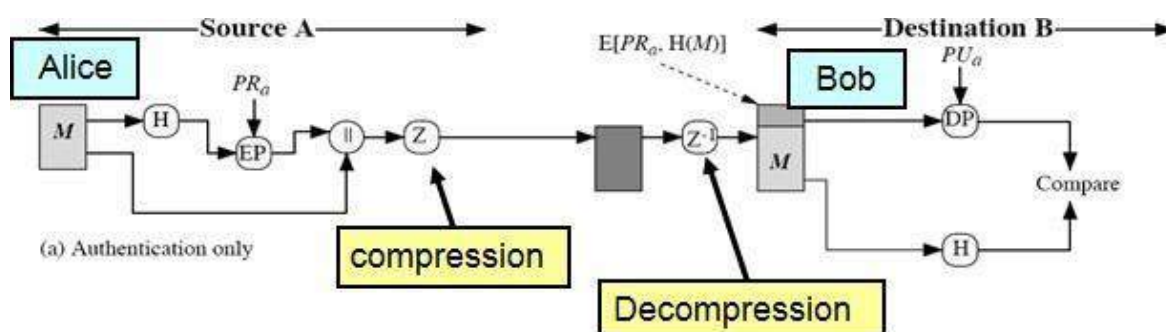 Source A
Destination B
E[PRa, H(M)]
Alice
Bob
PUa
PRa
M
H
EP
||
Z
Z-1
M
DP
Compare
H
(a) Authentication only
compression
Decompression